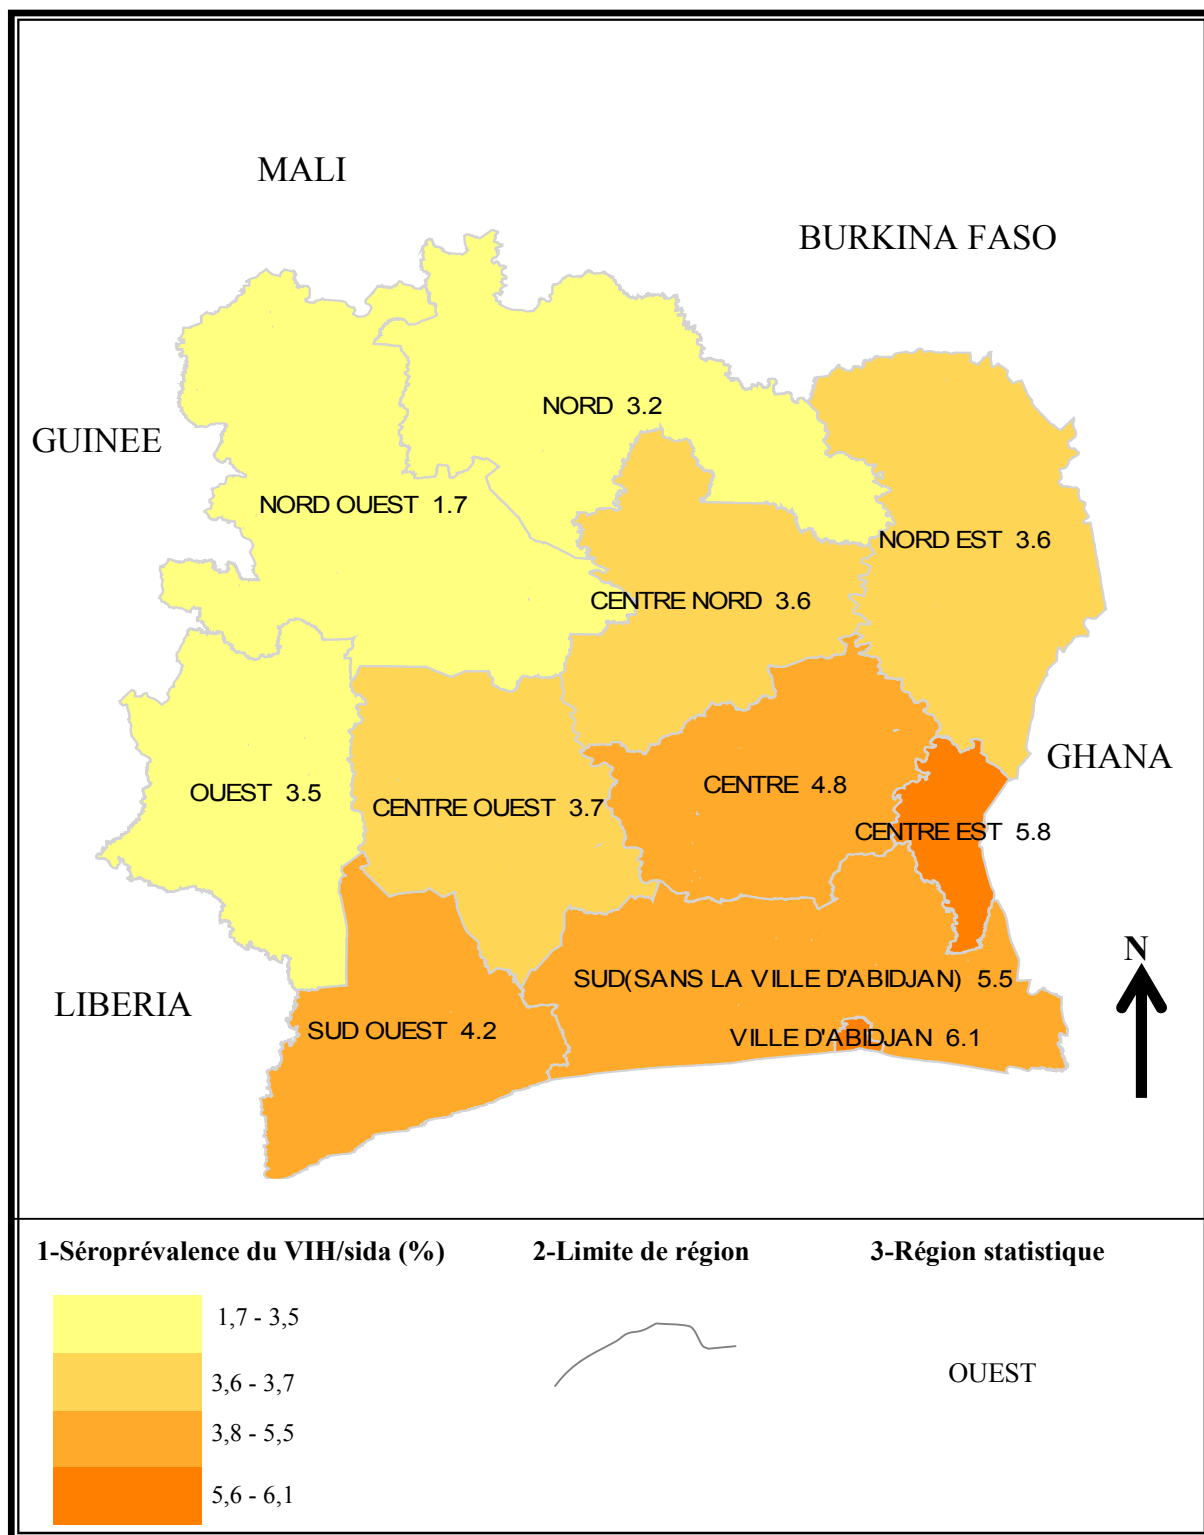 MALI
BURKINA FASO
NORD 3.2
GUINEE
NORD OUEST 1.7
NORD EST 3.6
CENTRE NORD 3.6
GHANA
CENTRE 4.8
OUEST 3.5
CENTRE OUEST 3.7
CENTRE EST 5.8
N
SUD(SANS LA VILLE D'ABIDJAN) 5.5
LIBERIA
SUD OUEST 4.2
VILLE D'ABIDJAN 6.1
1-Séroprévalence du VIH/sida (%)
1,7 - 3,5
3,6 - 3,7
3,8 - 5,5
5,6 - 6,1
2-Limite de région
3-Région statistique
OUEST